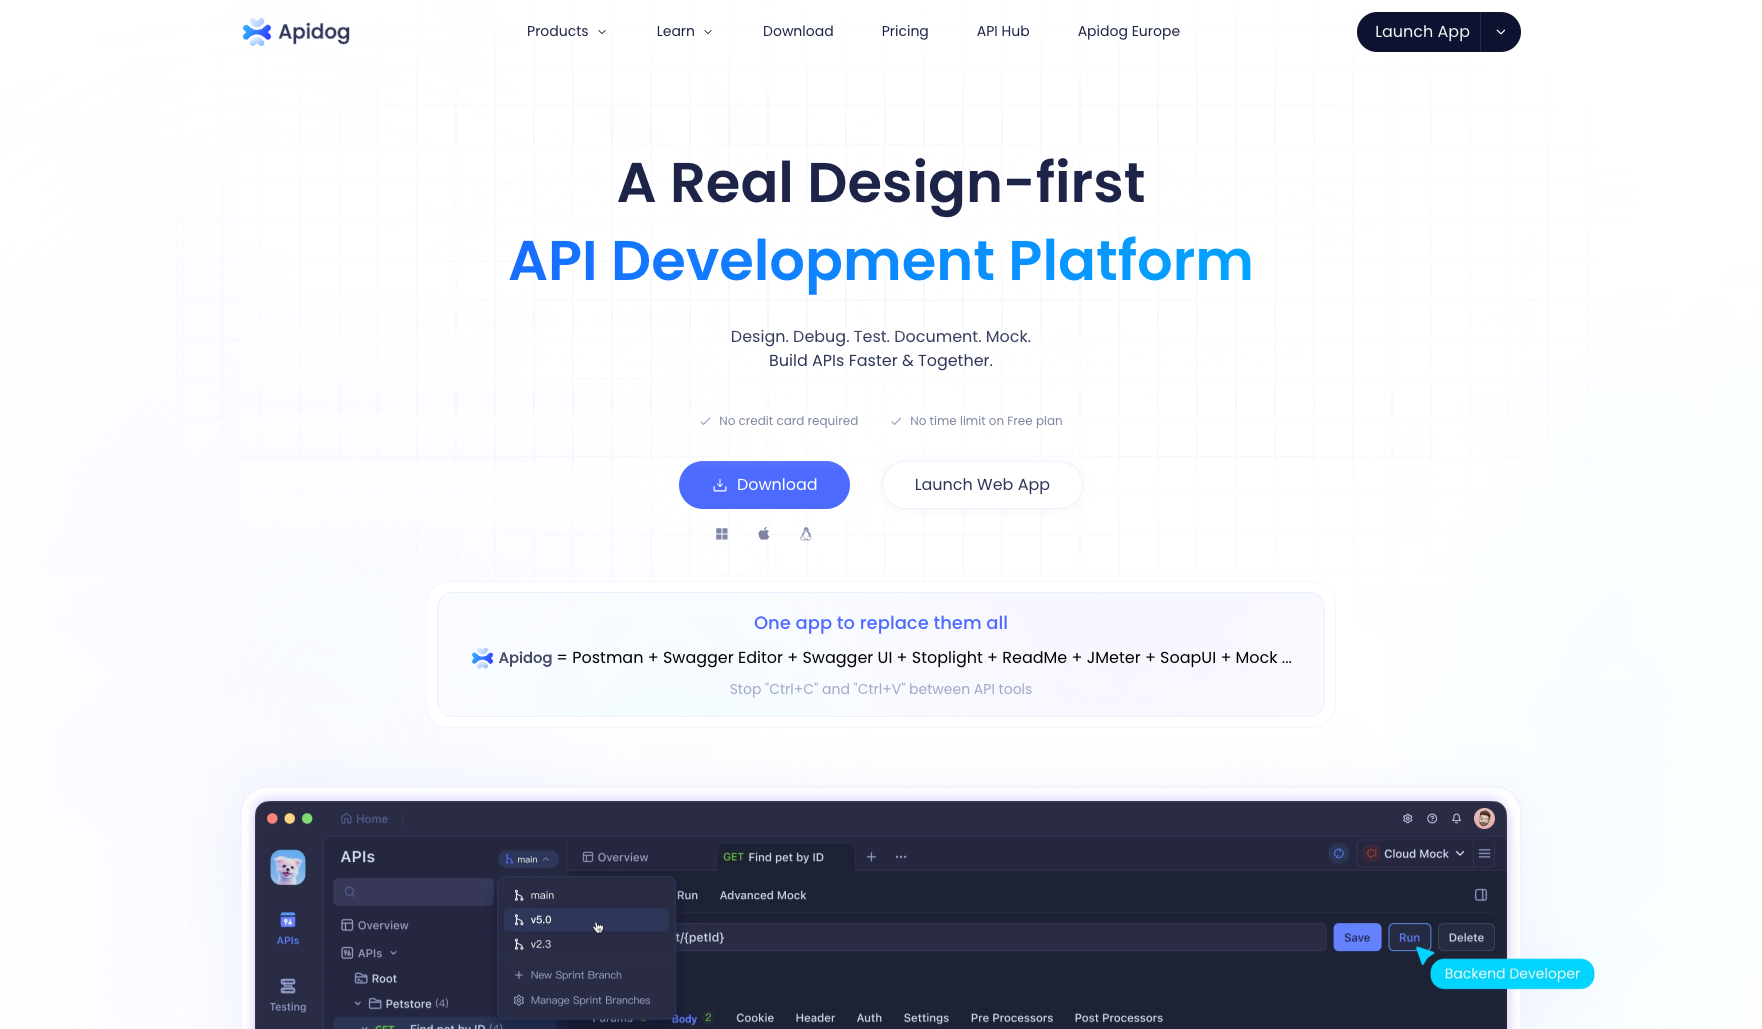 Apidog
Products
Learn
Download
Pricing
API Hub
Apidog Europe
Launch App
A Real Design-first
API Development Platform
Design. Debug. Test. Document. Mock.
Build APIs Faster & Together.
No credit card required
No time limit on Free plan
Download
Launch Web App
One app to replace them all
Apidog = Postman + Swagger Editor + Swagger UI + Stoplight + ReadMe + JMeter + SoapUI + Mock ...
Stop "Ctrl+C" and "Ctrl+V" between API tools
Home
APIs
main
Overview
GET Find pet by ID
CI Cloud Mock
main
v5.0
v2.3
New Sprint Branch
Manage Sprint Branches
Run
Advanced Mock
t/{petId}
Save
Run
Delete
Backend Developer
APIs
Testing
Overview
APIs
Root
Petstore (4)
GET Find pet by ID (4)
Params
Body 2
Cookie
Header
Auth
Settings
Pre Processors
Post Processors